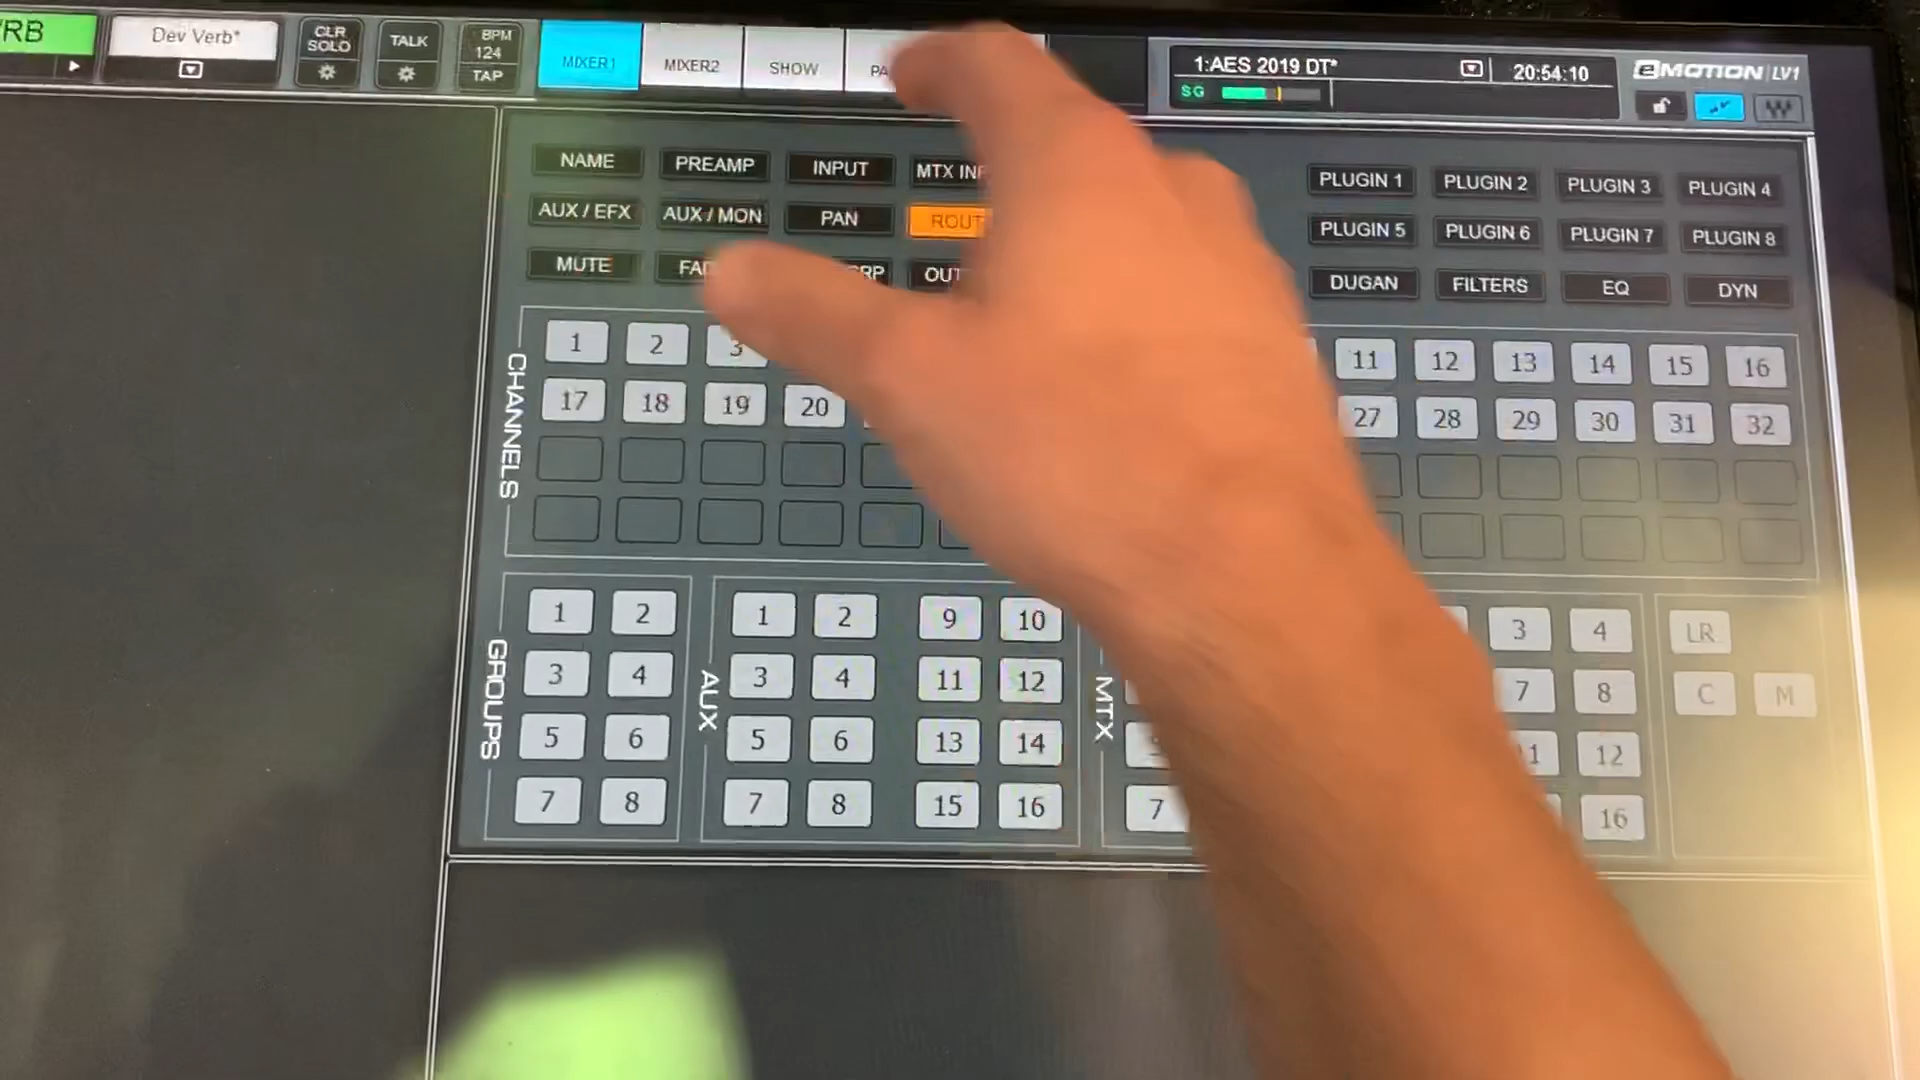 RB
Dev Verb*
CLR SOLO
TALK
BPM 124 TAP
MIXER1
MIXER2
SHOW
1:AES 2019 DT*
SG
20:54:10
eMOTION LV1
NAME
PREAMP
INPUT
MTX
PLUGIN 1
PLUGIN 2
PLUGIN 3
PLUGIN 4
AUX / EFX
AUX / MON
PAN
PLUGIN 5
PLUGIN 6
PLUGIN 7
PLUGIN 8
MUTE
DUGAN
FILTERS
EQ
DYN
CHANNELS
1 2 3 11 12 13 14 15 16
17 18 19 20 27 28 29 30 31 32
GROUPS
1 2
3 4
5 6
7 8
AUX
1 2 9 10
3 4 11 12
5 6 13 14
7 8 15 16
MTX
7
3 4
7 8
12
16
LR
C M